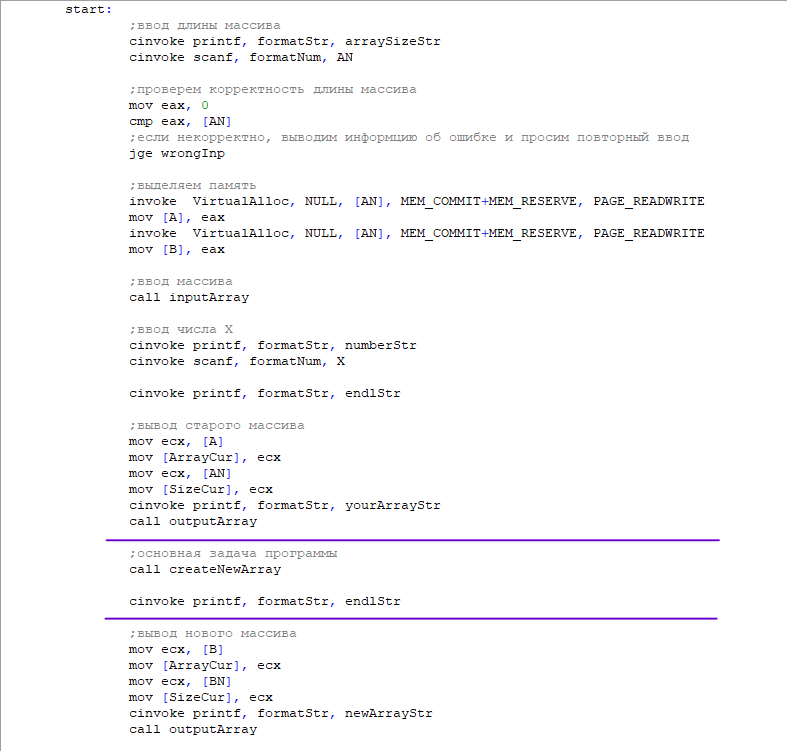 start:
;ввод длины массива
cinvoke printf, formatStr, arraySizeStr
cinvoke scanf, formatNum, AN
;проверем корректность длины массива
mov eax, 0
cmp eax, [AN]
;если некорректно, выводим информцию об ошибке и просим повторный ввод
jge wrongInp
;выделяем память
invoke  VirtualAlloc, NULL, [AN], MEM_COMMIT+MEM_RESERVE, PAGE_READWRITE
mov [A], eax
invoke  VirtualAlloc, NULL, [AN], MEM_COMMIT+MEM_RESERVE, PAGE_READWRITE
mov [B], eax
;ввод массива
call inputArray
;ввод числа X
cinvoke printf, formatStr, numberStr
cinvoke scanf, formatNum, X
cinvoke printf, formatStr, endlStr
;вывод старого массива
mov ecx, [A]
mov [ArrayCur], ecx
mov ecx, [AN]
mov [SizeCur], ecx
cinvoke printf, formatStr, yourArrayStr
call outputArray
;основная задача программы
call createNewArray
cinvoke printf, formatStr, endlStr
;вывод нового массива
mov ecx, [B]
mov [ArrayCur], ecx
mov ecx, [BN]
mov [SizeCur], ecx
cinvoke printf, formatStr, newArrayStr
call outputArray